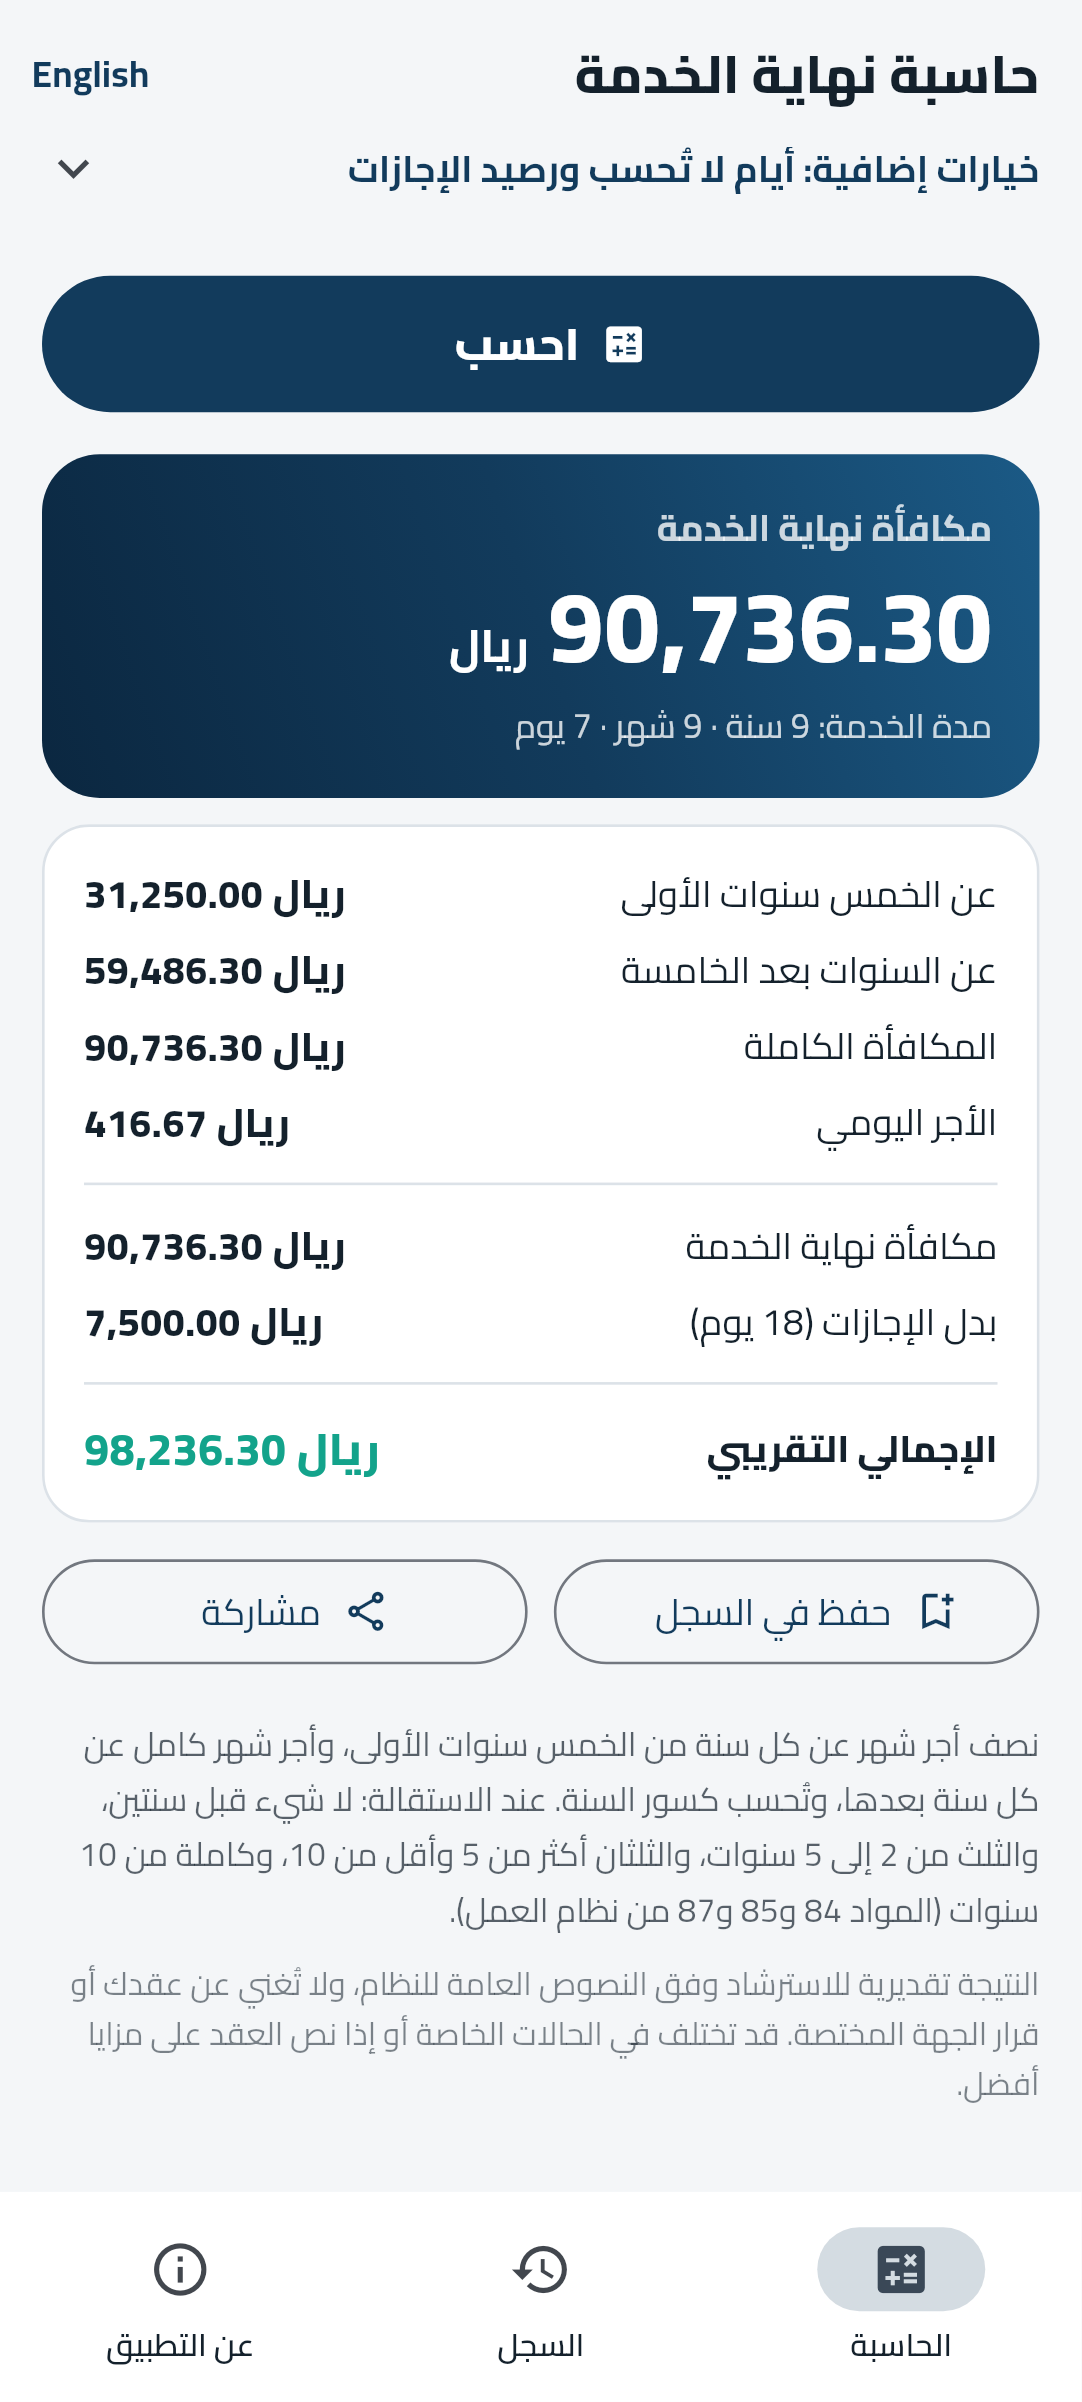 حاسبة نهاية الخدمة
English
خيارات إضافية: أيام لا تُحسب ورصيد الإجازات
احسب
مكافأة نهاية الخدمة
90,736.30 ريال
مدة الخدمة: 9 سنة · 9 شهر · 7 يوم
عن الخمس سنوات الأولى
31,250.00 ريال
عن السنوات بعد الخامسة
59,486.30 ريال
المكافأة الكاملة
90,736.30 ريال
الأجر اليومي
416.67 ريال
مكافأة نهاية الخدمة
90,736.30 ريال
بدل الإجازات (18 يوم)
7,500.00 ريال
الإجمالي التقريبي
98,236.30 ريال
حفظ في السجل
مشاركة
نصف أجر شهر عن كل سنة من الخمس سنوات الأولى، وأجر شهر كامل عن
كل سنة بعدها، وتُحسب كسور السنة. عند الاستقالة: لا شيء قبل سنتين،
والثلث من 2 إلى 5 سنوات، والثلثان أكثر من 5 وأقل من 10، وكاملة من 10
سنوات (المواد 84 و85 و87 من نظام العمل).
النتيجة تقديرية للاسترشاد وفق النصوص العامة للنظام، ولا تُغني عن عقدك أو
قرار الجهة المختصة. قد تختلف في الحالات الخاصة أو إذا نص العقد على مزايا
أفضل.
الحاسبة
السجل
عن التطبيق